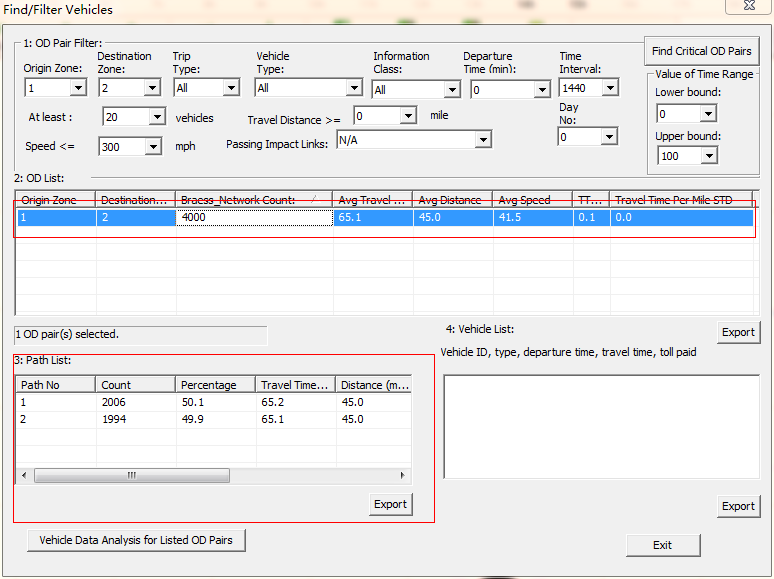 Find/Filter Vehicles
1: OD Pair Filter:
Origin Zone: Destination Zone: Trip Type: Vehicle Type: Information Class: Departure Time (min): Time Interval: Find Critical OD Pairs
1 2 All All All 0 1440
Value of Time Range
Lower bound:
0
Upper bound:
100
At least : 20 vehicles Travel Distance >= 0 mile Day No:
Speed <= 300 mph Passing Impact Links: N/A 0
2: OD List:
Origin Zone Destination... Braess_Network Count: Avg Travel ... Avg Distance Avg Speed TT... Travel Time Per Mile STD
1 2 4000 65.1 45.0 41.5 0.1 0.0
1 OD pair(s) selected.
4: Vehicle List: Export
Vehicle ID, type, departure time, travel time, toll paid
3: Path List:
Path No Count Percentage Travel Time... Distance (m...
1 2006 50.1 65.2 45.0
2 1994 49.9 65.1 45.0
Export Export
Vehicle Data Analysis for Listed OD Pairs Exit